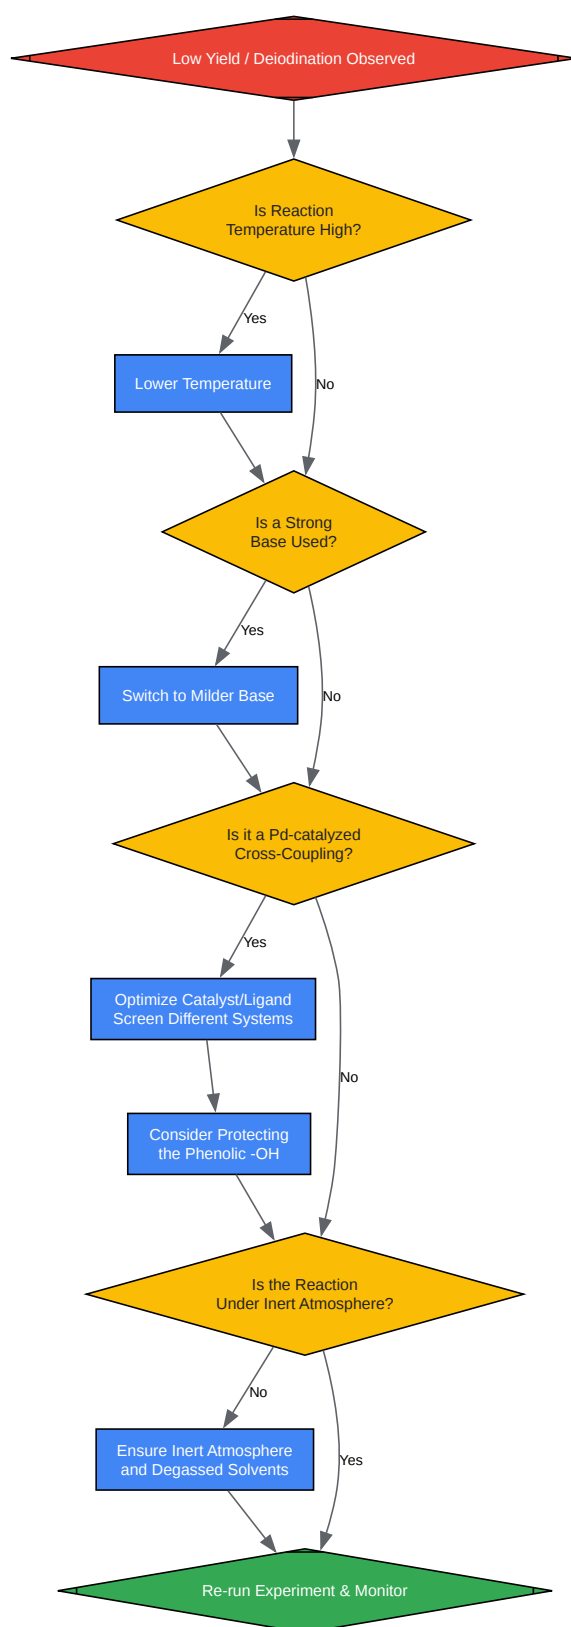 Low Yield / Deiodination Observed
Is Reaction
Temperature High?
Yes
Lower Temperature
No
Is a Strong
Base Used?
Yes
Switch to Milder Base
No
Is it a Pd-catalyzed
Cross-Coupling?
Yes
Optimize Catalyst/Ligand
Screen Different Systems
No
Consider Protecting
the Phenolic -OH
Is the Reaction
Under Inert Atmosphere?
No
Ensure Inert Atmosphere
and Degassed Solvents
Yes
Re-run Experiment & Monitor